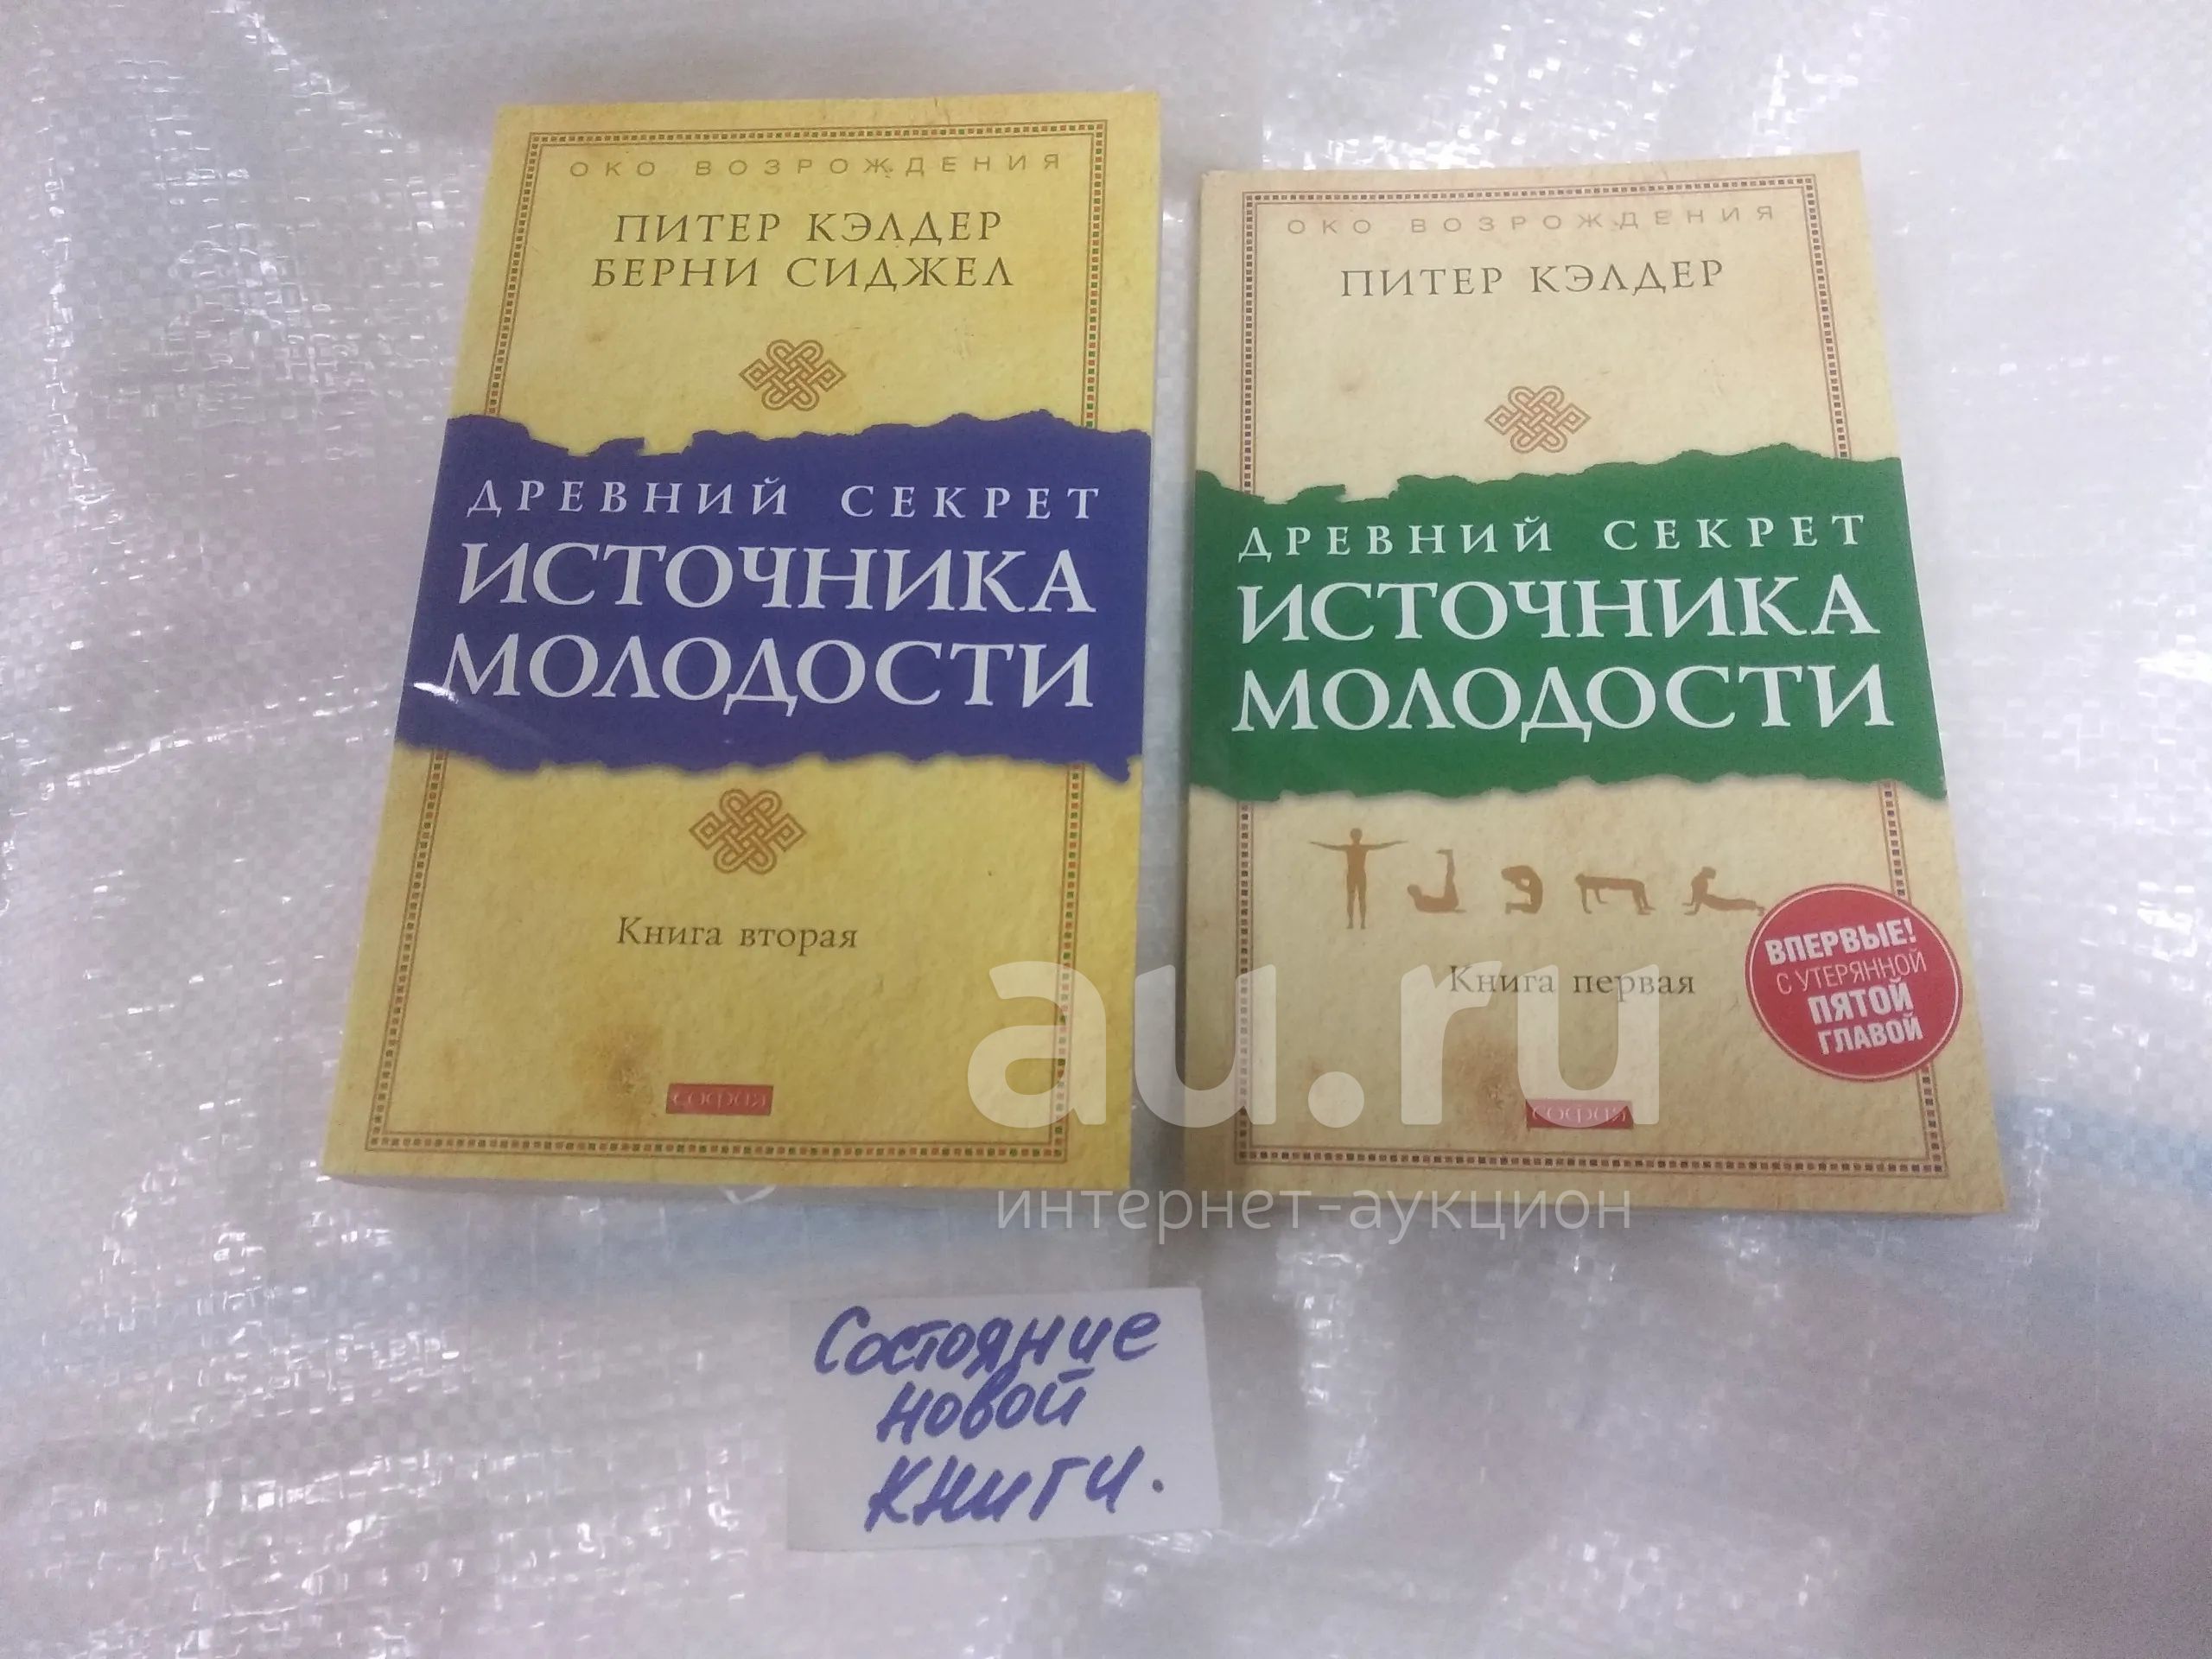 ОКО ВОЗРОЖДЕНИЯ
ПИТЕР КЭЛДЕР
БЕРНИ СИДЖЕЛ
ДРЕВНИЙ СЕКРЕТ
ИСТОЧНИКА
МОЛОДОСТИ
Книга вторая
софия
ОКО ВОЗРОЖДЕНИЯ
ПИТЕР КЭЛДЕР
ДРЕВНИЙ СЕКРЕТ
ИСТОЧНИКА
МОЛОДОСТИ
Книга первая
ВПЕРВЫЕ!
С УТЕРЯННОЙ
ПЯТОЙ
ГЛАВОЙ
софия
au.ru
интернет-аукцион
Состояние
новой
книги.